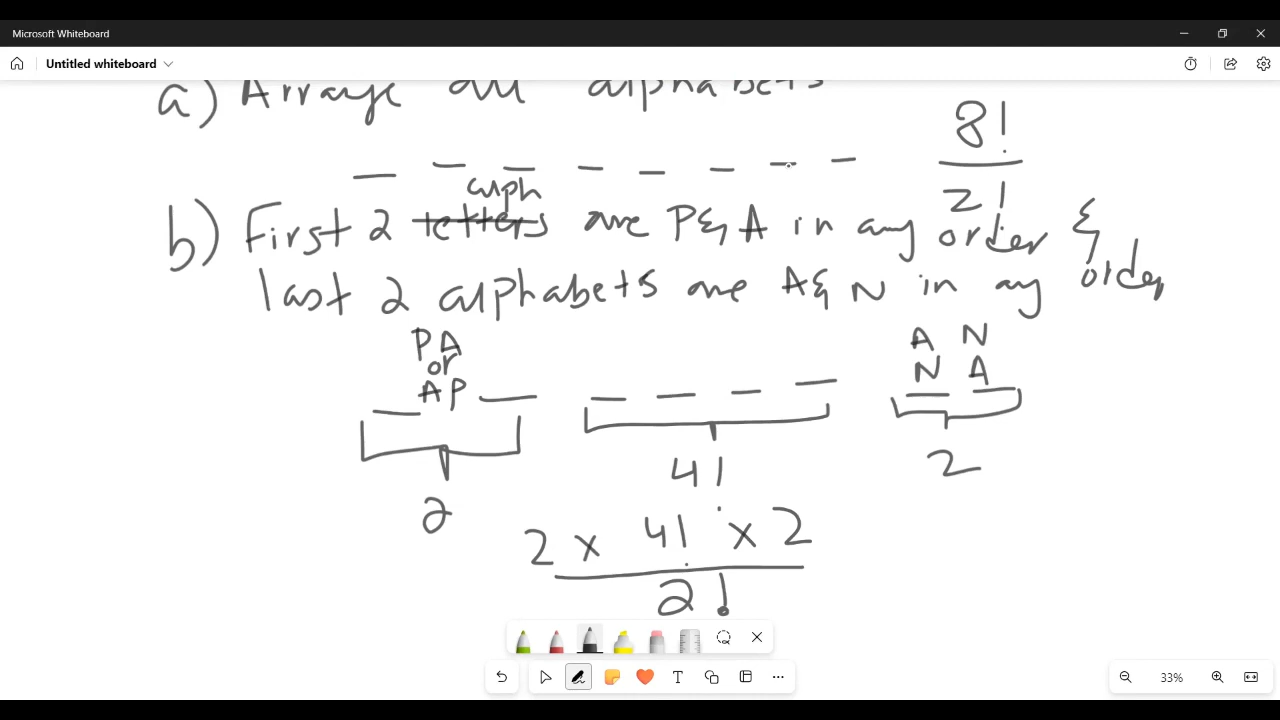 Microsoft Whiteboard
Untitled whiteboard
a) Arrange all alphabets
8!
2!
alph
b) First 2 letters are P & A in any order &
last 2 alphabets are A & N in any order
PA
or
AP
A N
N A
2
4!
2
2 x 4! x 2
2!
33%